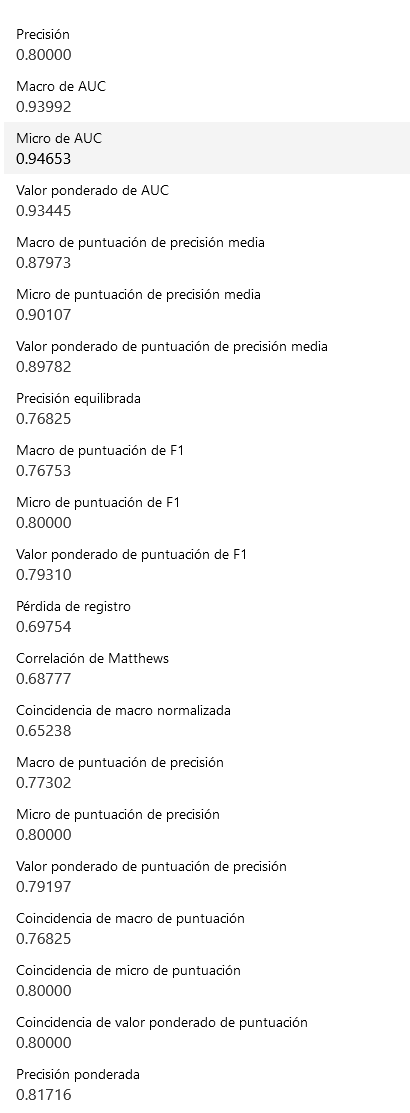 Precisión
0.80000
Macro de AUC
0.93992
Micro de AUC
0.94653
Valor ponderado de AUC
0.93445
Macro de puntuación de precisión media
0.87973
Micro de puntuación de precisión media
0.90107
Valor ponderado de puntuación de precisión media
0.89782
Precisión equilibrada
0.76825
Macro de puntuación de F1
0.76753
Micro de puntuación de F1
0.80000
Valor ponderado de puntuación de F1
0.79310
Pérdida de registro
0.69754
Correlación de Matthews
0.68777
Coincidencia de macro normalizada
0.65238
Macro de puntuación de precisión
0.77302
Micro de puntuación de precisión
0.80000
Valor ponderado de puntuación de precisión
0.79197
Coincidencia de macro de puntuación
0.76825
Coincidencia de micro de puntuación
0.80000
Coincidencia de valor ponderado de puntuación
0.80000
Precisión ponderada
0.81716